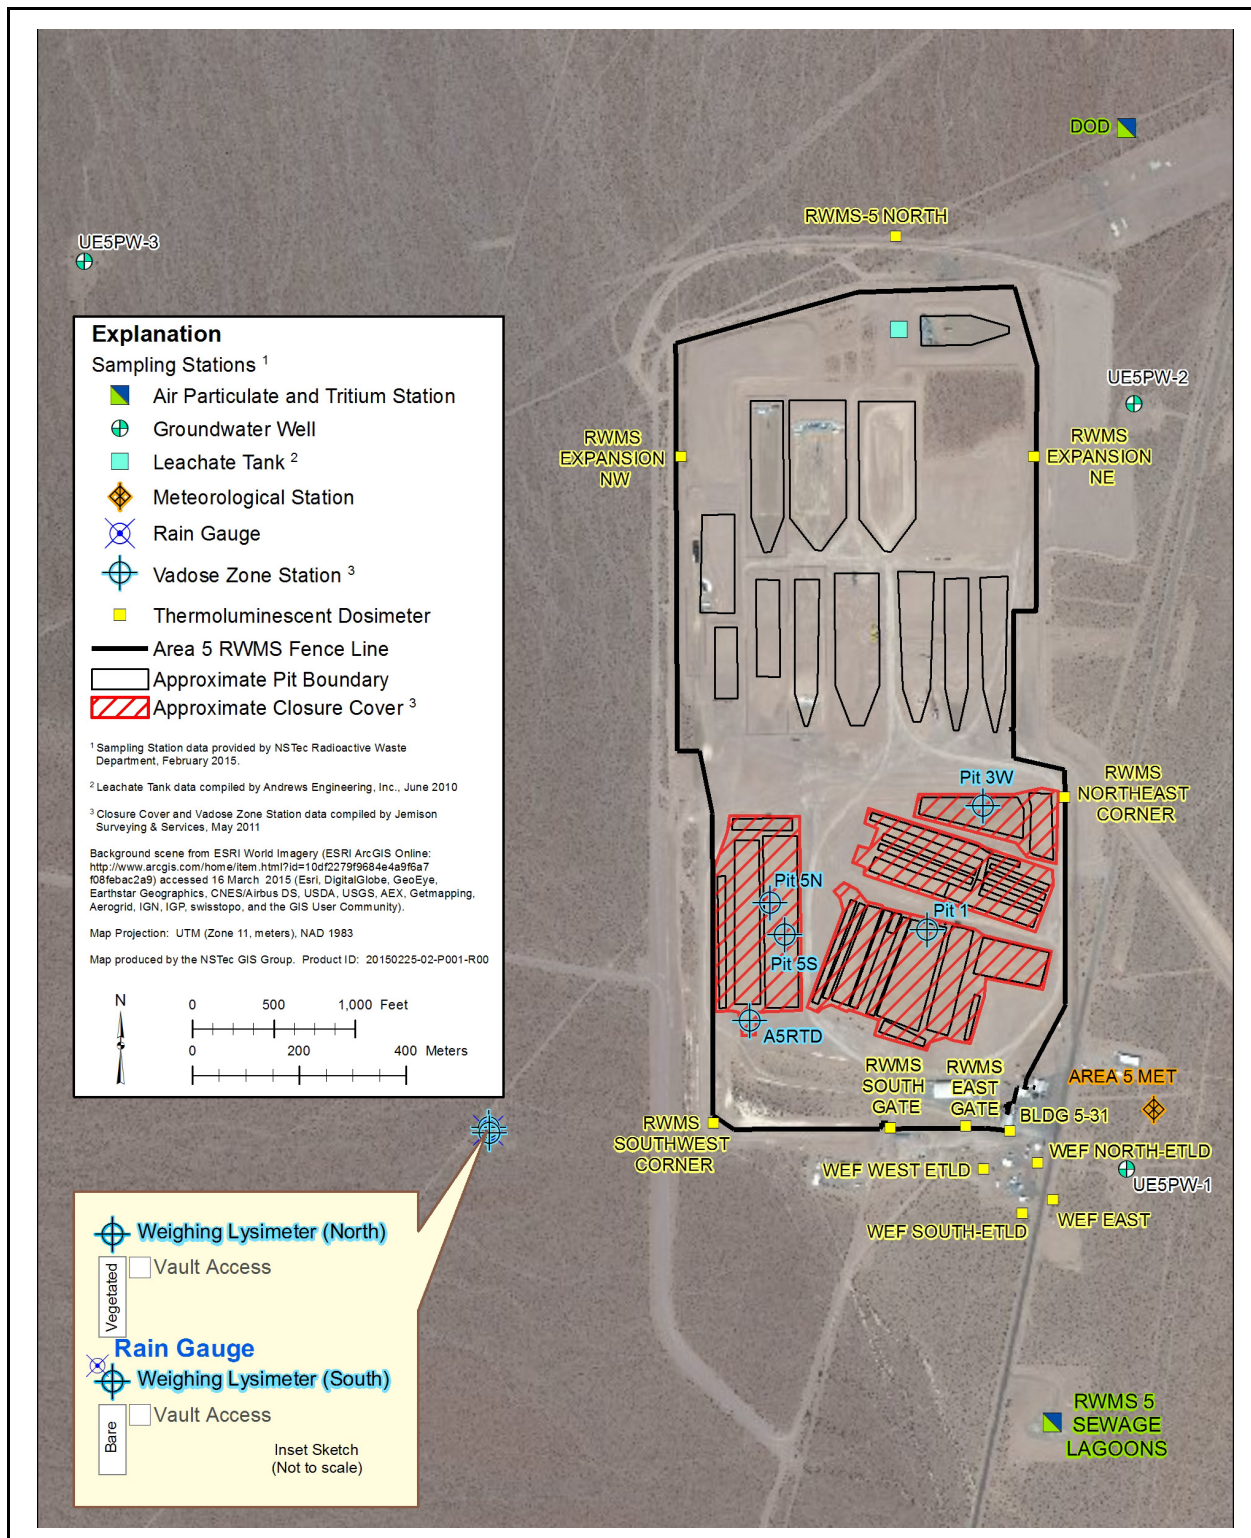 DOD
RWMS-5 NORTH
UE5PW-3
UE5PW-2
RWMS
EXPANSION
NW
RWMS
EXPANSION
NE
Explanation
Sampling Stations 1
Air Particulate and Tritium Station
Groundwater Well
Leachate Tank 2
Meteorological Station
Rain Gauge
Vadose Zone Station 3
Thermoluminescent Dosimeter
Area 5 RWMS Fence Line
Approximate Pit Boundary
Approximate Closure Cover 3
1 Sampling Station data provided by NSTec Radioactive Waste
Department, February 2015.
2 Leachate Tank data compiled by Andrews Engineering, Inc., June 2010
3 Closure Cover and Vadose Zone Station data compiled by Jemison
Surveying & Services, May 2011
Background scene from ESRI World Imagery (ESRI ArcGIS Online:
http://www.arcgis.com/home/item.html?id=10df2279f9684e4a9f6a7
f08febac2a9) accessed 16 March 2015 (Esri, DigitalGlobe, GeoEye,
Earthstar Geographics, CNES/Airbus DS, USDA, USGS, AEX, Getmapping,
Aerogrid, IGN, IGP, swisstopo, and the GIS User Community).
Map Projection: UTM (Zone 11, meters), NAD 1983
Map produced by the NSTec GIS Group. Product ID: 20150225-02-P001-R00
N
0 500 1,000 Feet
0 200 400 Meters
Pit 3W
RWMS
NORTHEAST
CORNER
Pit 5N
Pit 1
Pit 5S
A5RTD
RWMS
SOUTH
GATE
RWMS
EAST
GATE
AREA 5 MET
BLDG 5-31
RWMS
SOUTHWEST
CORNER
WEF NORTH-ETLD
WEF WEST ETLD
UE5PW-1
WEF EAST
WEF SOUTH-ETLD
Weighing Lysimeter (North)
Vault Access
Vegetated
Rain Gauge
Weighing Lysimeter (South)
Vault Access
Bare
Inset Sketch
(Not to scale)
RWMS 5
SEWAGE
LAGOONS